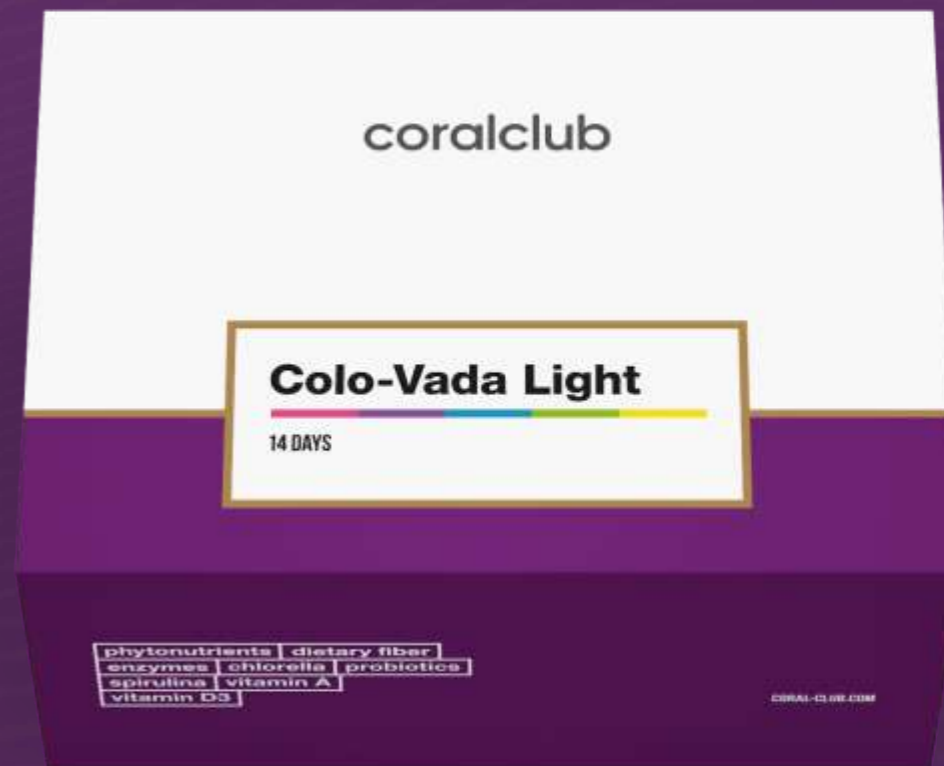 coralclub
Colo-Vada Light
14 DAYS
phytonutrients dietary fiber
enzymes chlorella probiotics
spirulina vitamin A
vitamin D3
CORAL-CLUB.COM